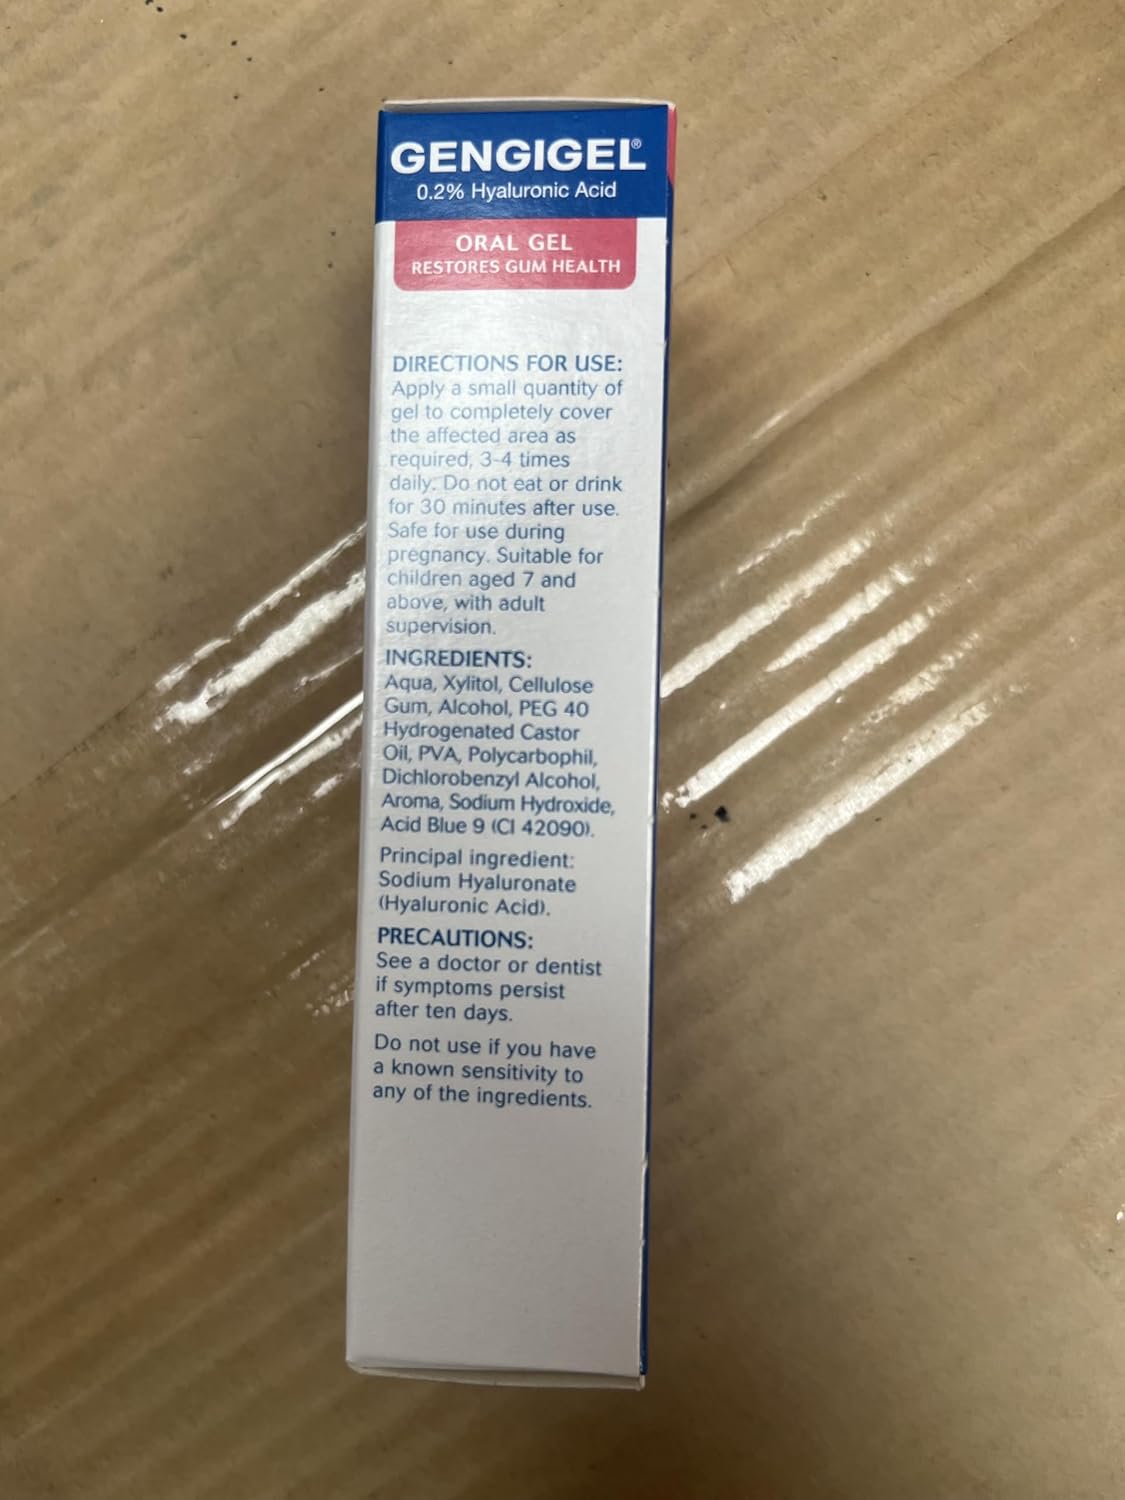 GENGIGEL®
0.2% Hyaluronic Acid
ORAL GEL
RESTORES GUM HEALTH
DIRECTIONS FOR USE:
Apply a small quantity of
gel to completely cover
the affected area as
required, 3-4 times
daily. Do not eat or drink
for 30 minutes after use.
Safe for use during
pregnancy. Suitable for
children aged 7 and
above, with adult
supervision.
INGREDIENTS:
Aqua, Xylitol, Cellulose
Gum, Alcohol, PEG 40
Hydrogenated Castor
Oil, PVA, Polycarbophil,
Dichlorobenzyl Alcohol,
Aroma, Sodium Hydroxide,
Acid Blue 9 (CI 42090).
Principal ingredient:
Sodium Hyaluronate
(Hyaluronic Acid).
PRECAUTIONS:
See a doctor or dentist
if symptoms persist
after ten days.
Do not use if you have
a known sensitivity to
any of the ingredients.